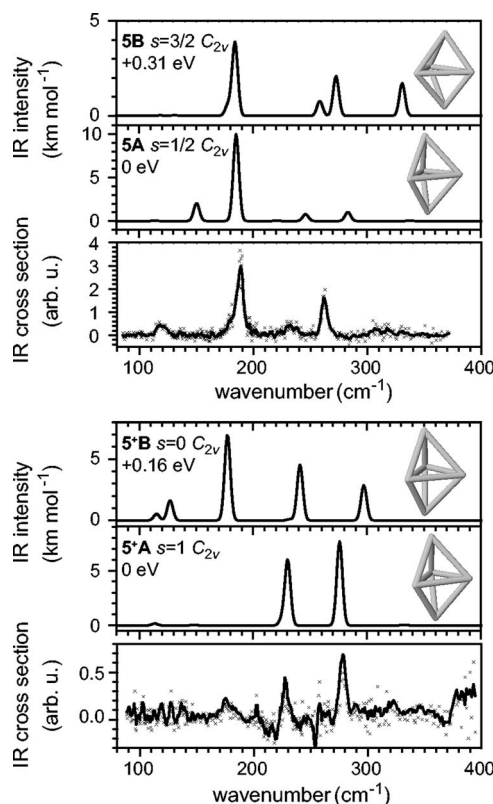 5B s=3/2 C2v
+0.31 eV
IR intensity
(km mol⁻¹)
4
2
0
5A s=1/2 C2v
0 eV
10
5
0
IR cross section
(arb. u.)
4
3
2
1
0
100 200 300 400
wavenumber (cm⁻¹)
5⁺B s=0 C2v
+0.16 eV
IR intensity
(km mol⁻¹)
5
0
5⁺A s=1 C2v
0 eV
5
0
IR cross section
(arb. u.)
0.5
0.0
100 200 300 400
wavenumber (cm⁻¹)